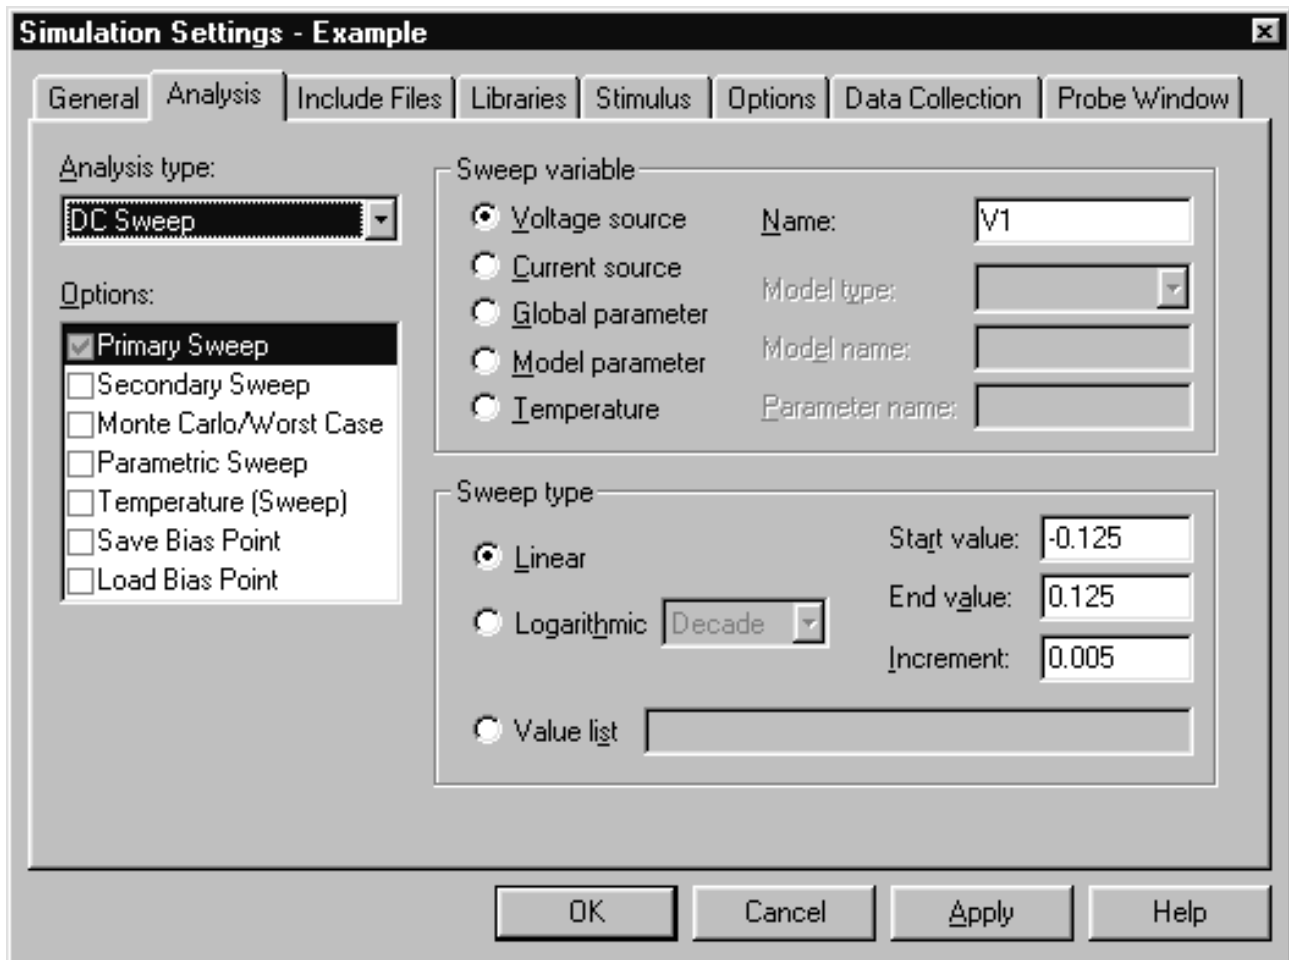 Simulation Settings - Example
General Analysis Include Files Libraries Stimulus Options Data Collection Probe Window
Analysis type:
DC Sweep
Options:
Primary Sweep
Secondary Sweep
Monte Carlo/Worst Case
Parametric Sweep
Temperature (Sweep)
Save Bias Point
Load Bias Point
Sweep variable
Voltage source
Current source
Global parameter
Model parameter
Temperature
Name: V1
Model type:
Model name:
Parameter name:
Sweep type
Linear
Logarithmic Decade
Value list
Start value: -0.125
End value: 0.125
Increment: 0.005
OK Cancel Apply Help